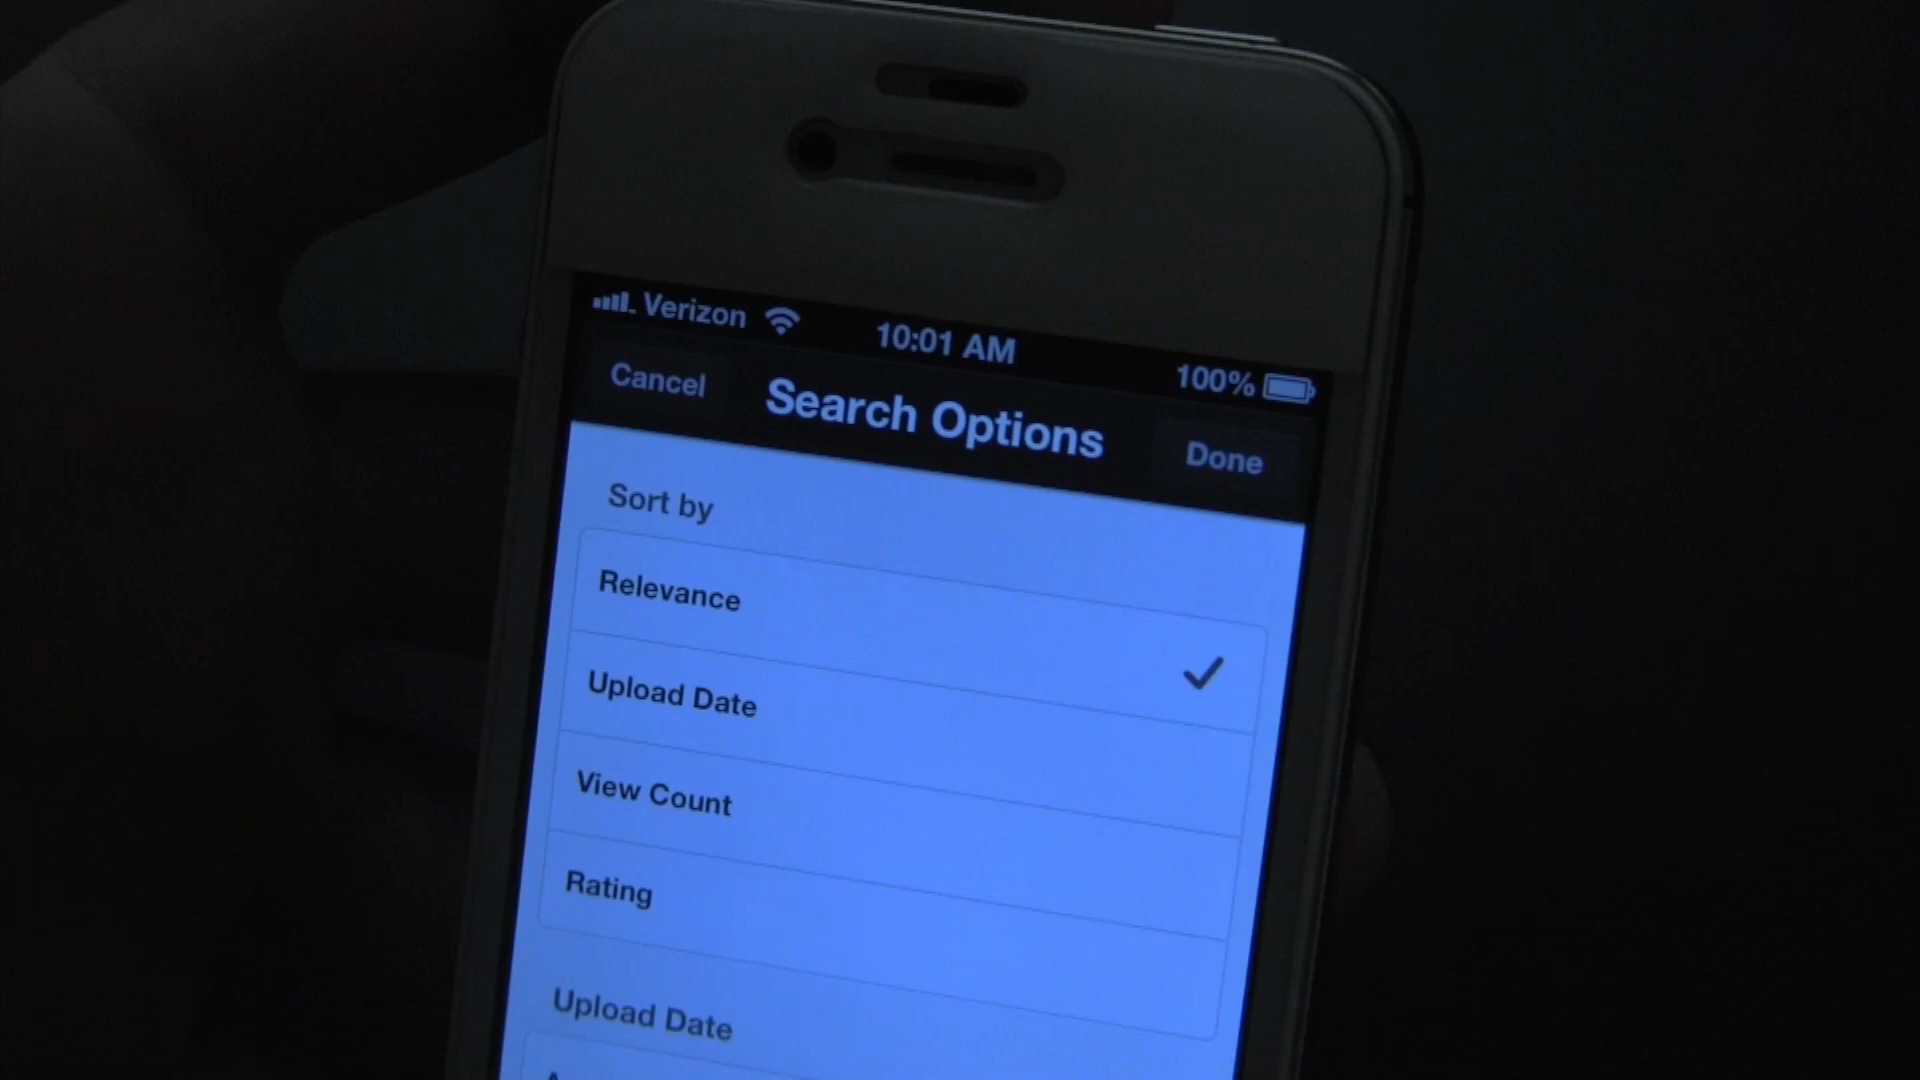 Verizon 10:01 AM 100%
Cancel Search Options Done
Sort by
Relevance
Upload Date
View Count
Rating
Upload Date